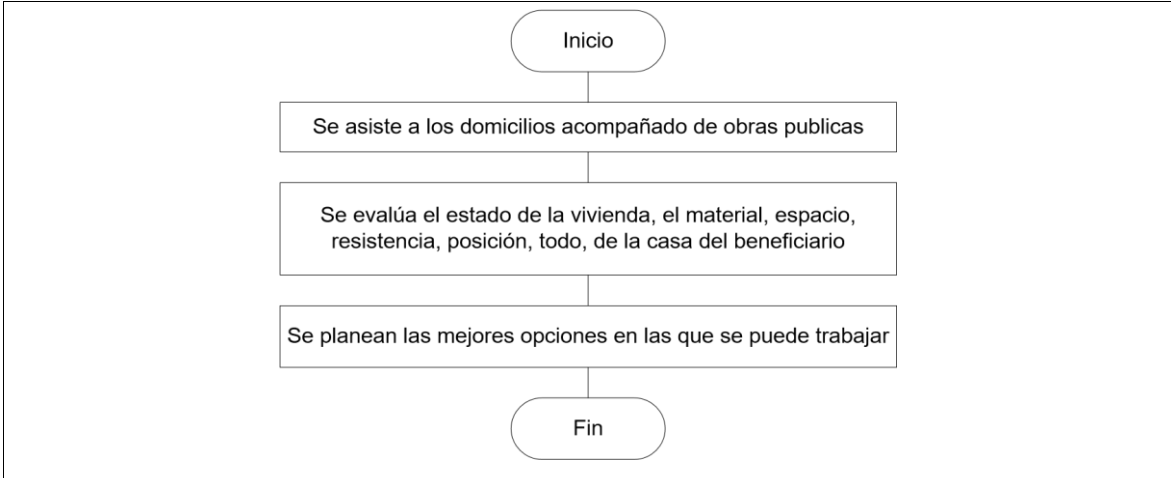 Inicio
Se asiste a los domicilios acompañado de obras publicas
Se evalúa el estado de la vivienda, el material, espacio,
resistencia, posición, todo, de la casa del beneficiario
Se planean las mejores opciones en las que se puede trabajar
Fin